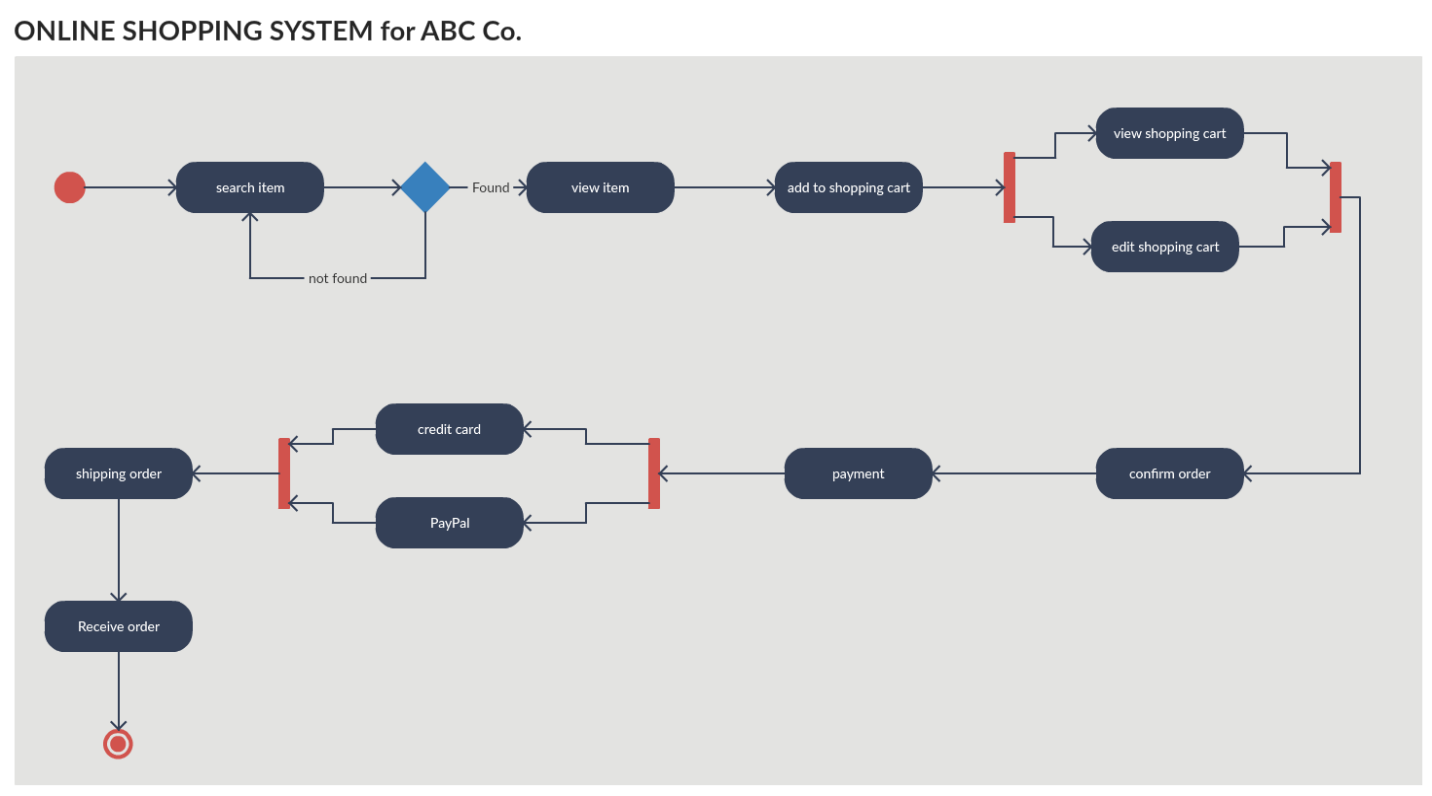 ONLINE SHOPPING SYSTEM for ABC Co.
view shopping cart
search item
Found
view item
add to shopping cart
edit shopping cart
not found
credit card
shipping order
payment
confirm order
PayPal
Receive order